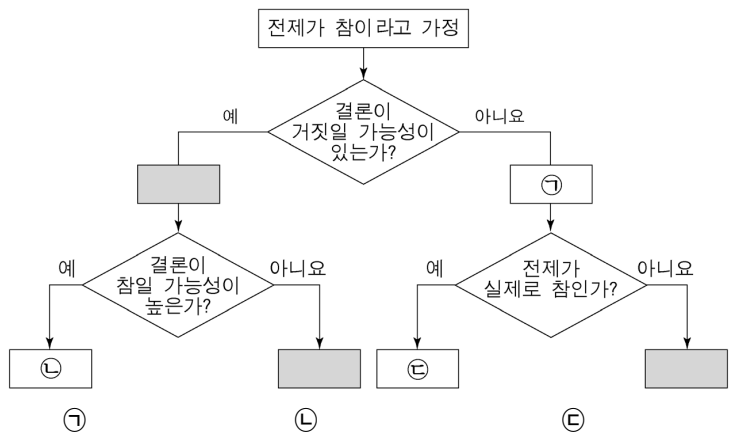 전제가 참이라고 가정
결론이
거짓일 가능성이
있는가?
예
아니요
㉠
결론이
참일 가능성이
높은가?
예
아니요
전제가
실제로 참인가?
예
아니요
㉡
㉢
㉠
㉡
㉢